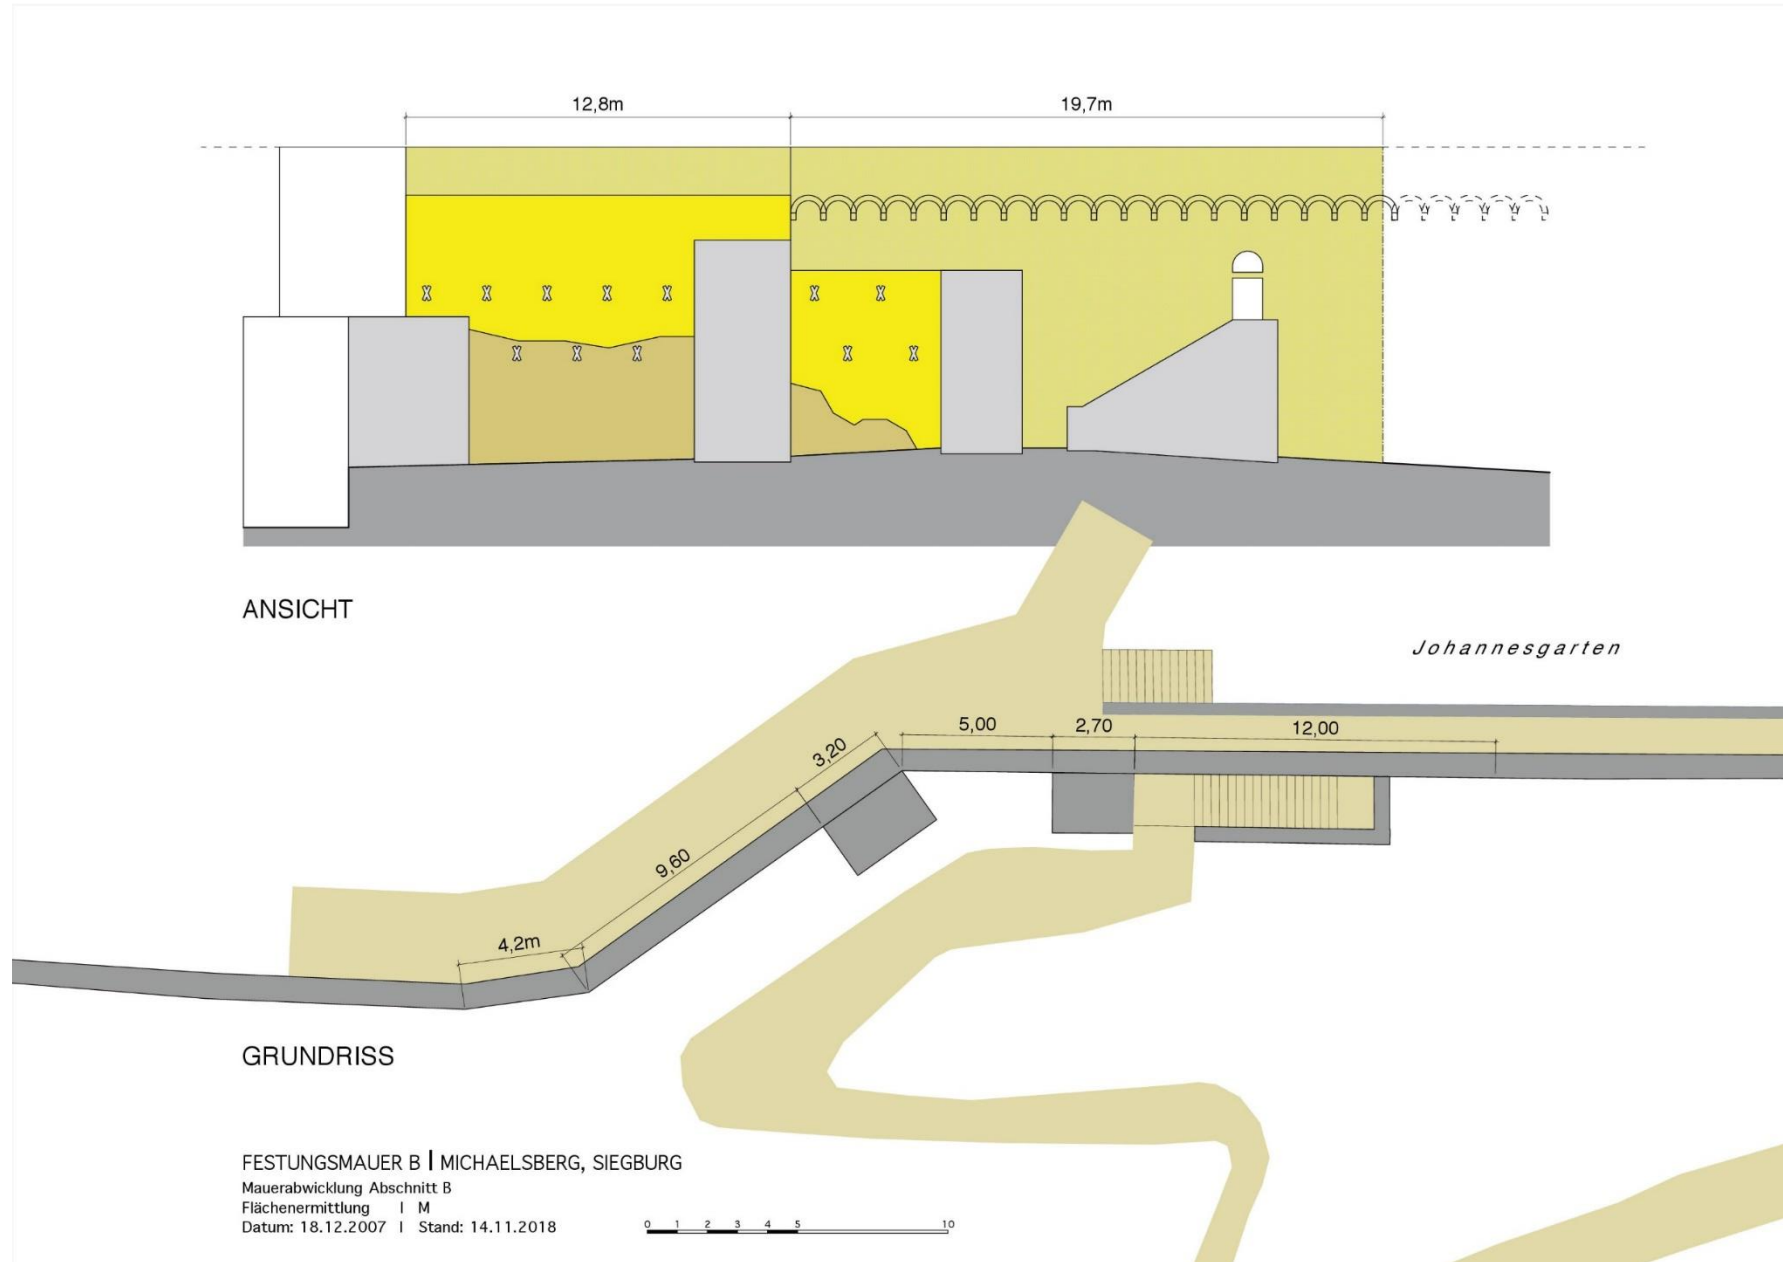 12,8m
19,7m
ANSICHT
Johannesgarten
5,00
2,70
12,00
3,20
9,60
4,2m
GRUNDRISS
FESTUNGSMAUER B | MICHAELSBERG, SIEGBURG
Mauerabwicklung Abschnitt B
Flächenermittlung | M
Datum: 18.12.2007 | Stand: 14.11.2018
0 1 2 3 4 5 10